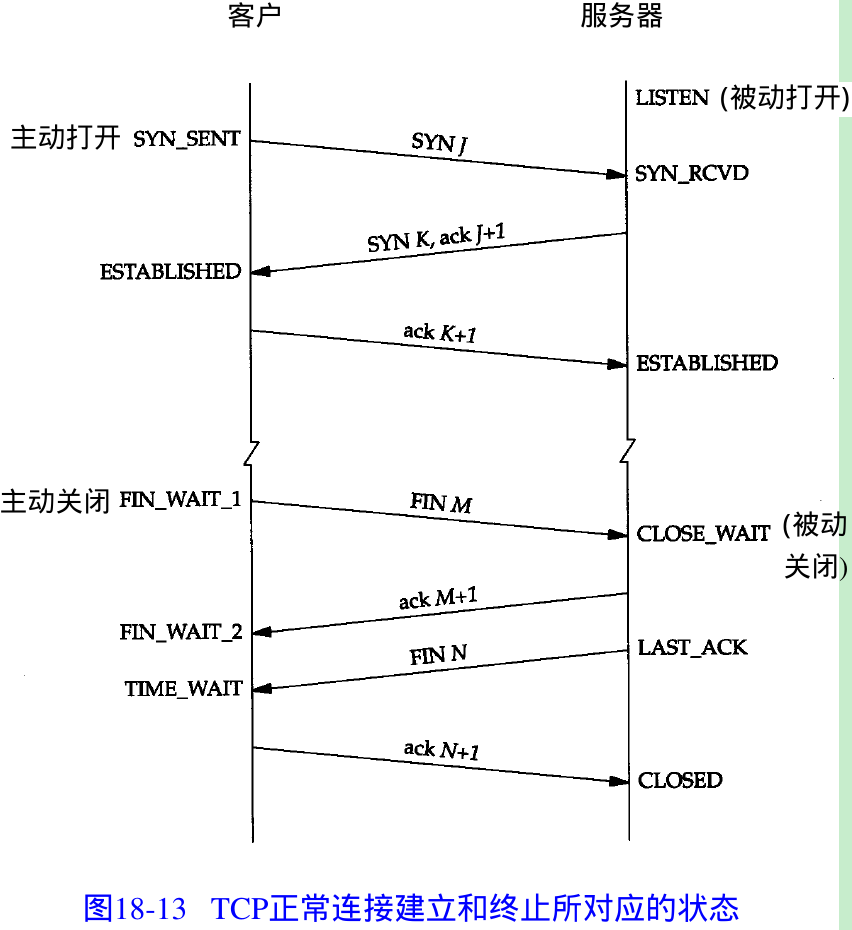 客户 服务器
LISTEN (被动打开)
主动打开 SYN_SENT
SYN J
SYN_RCVD
SYN K, ack J+1
ESTABLISHED
ack K+1
ESTABLISHED
主动关闭 FIN_WAIT_1
FIN M
CLOSE_WAIT (被动
关闭)
ack M+1
FIN_WAIT_2
FIN N
LAST_ACK
TIME_WAIT
ack N+1
CLOSED
图18-13 TCP正常连接建立和终止所对应的状态